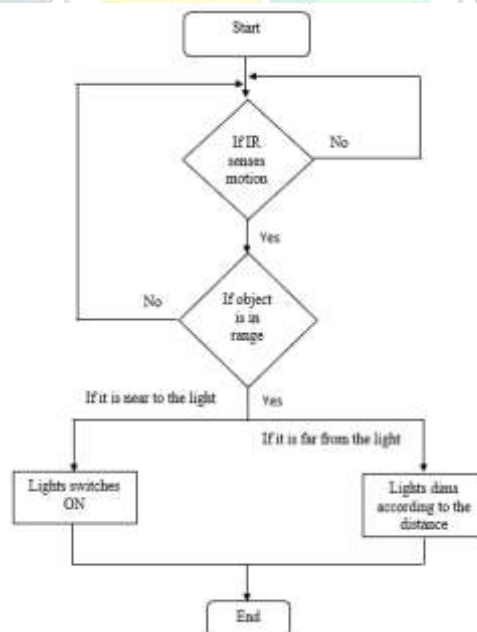 Start
If IR
senses
motion
No
Yes
If object
is in
range
No
Yes
If it is near to the light
If it is far from the light
Lights switches
ON
Lights dims
according to the
distance
End